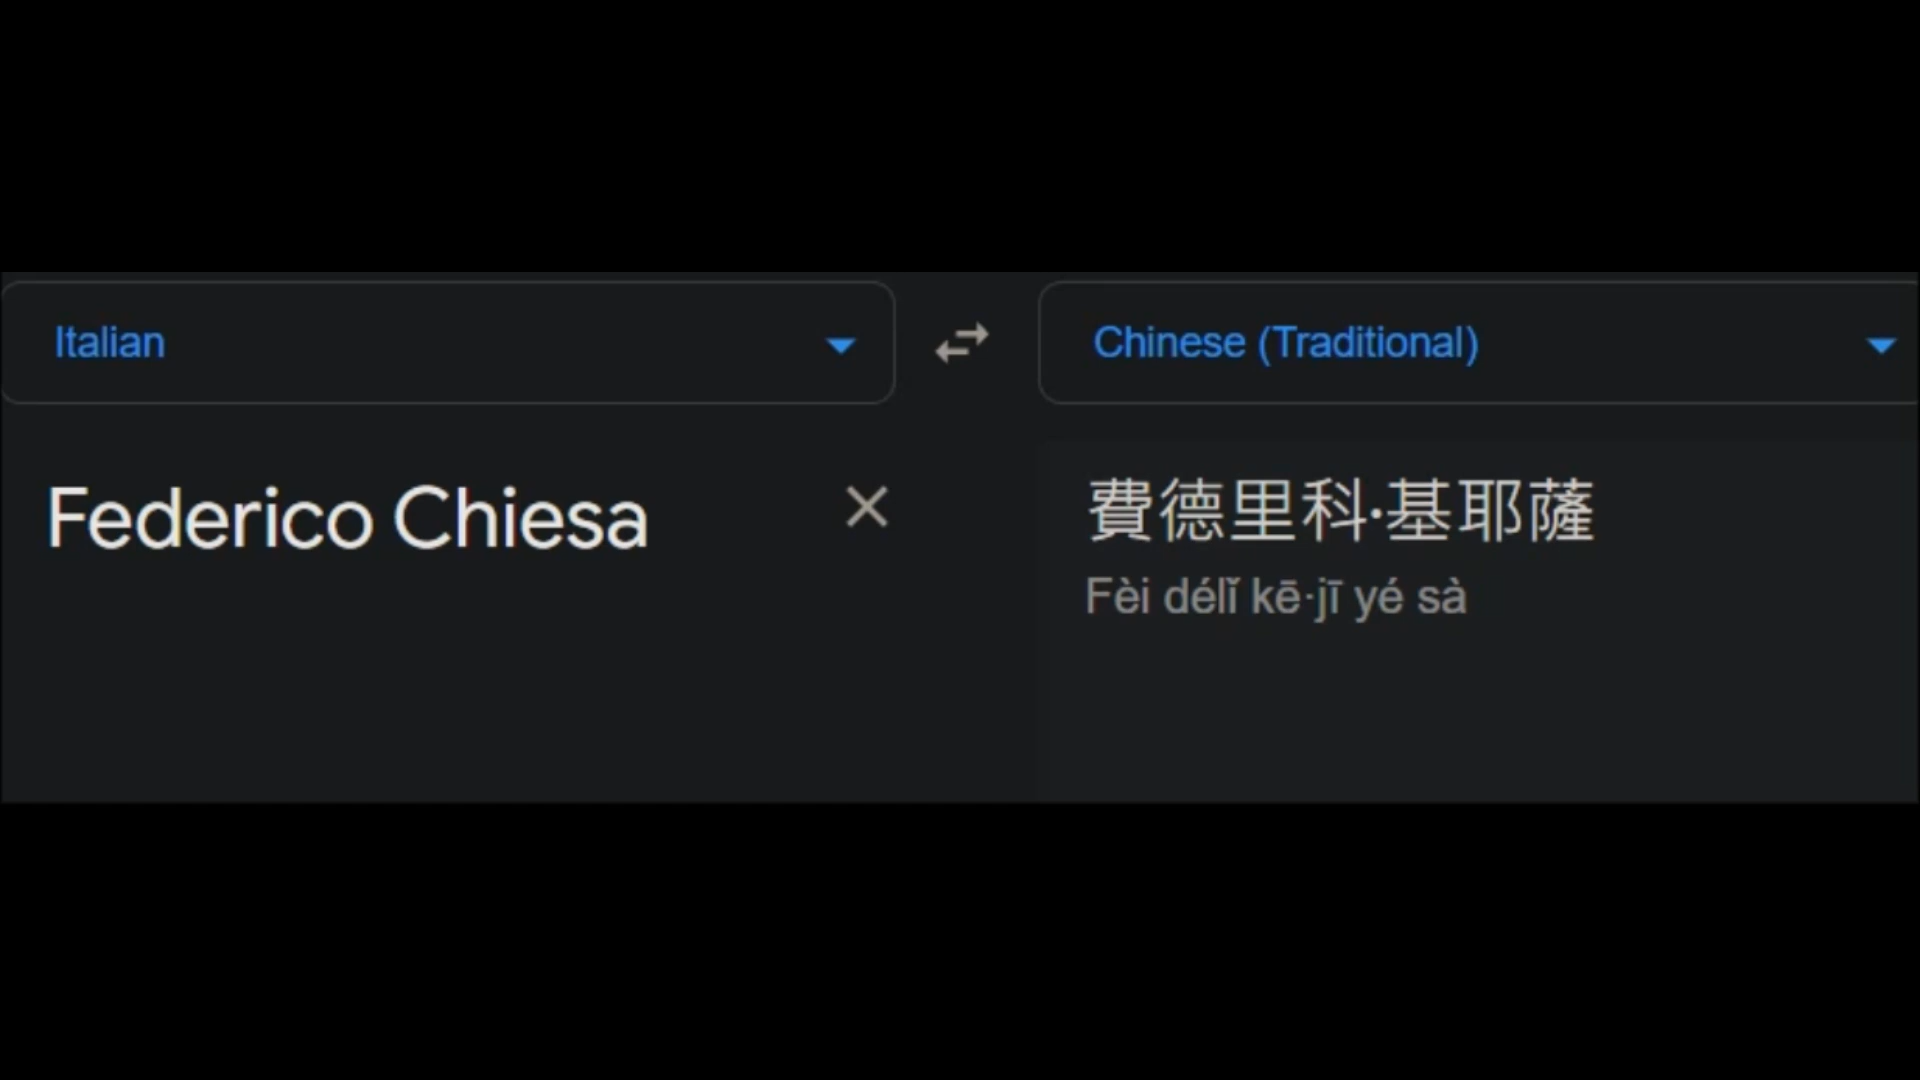 Italian
Chinese (Traditional)
Federico Chiesa
費德里科·基耶薩
Fèi délǐ kē·jī yé sà